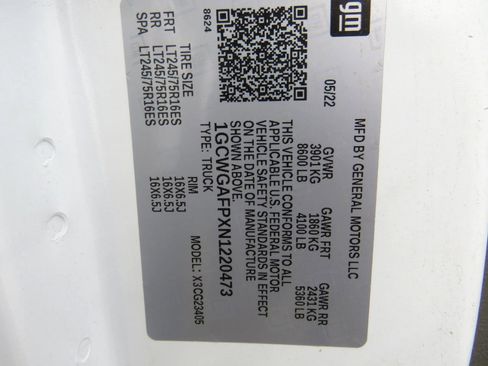 gm
MFD BY GENERAL MOTORS LLC
05/22
GVWR GAWR FRT GAWR RR
3901 KG 1860 KG 2431 KG
8600 LB 4100 LB 5360 LB
THIS VEHICLE CONFORMS TO ALL
APPLICABLE U.S. FEDERAL MOTOR
VEHICLE SAFETY STANDARDS IN EFFECT
ON THE DATE OF MANUFACTURE
SHOWN ABOVE.
1GCWGAFPXN1220473
TYPE: TRUCK MODEL: X3CG23405
8624
TIRE SIZE RIM
FRT LT245/75R16ES 16X6.5J
RR LT245/75R16ES 16X6.5J
SPA LT245/75R16ES 16X6.5J